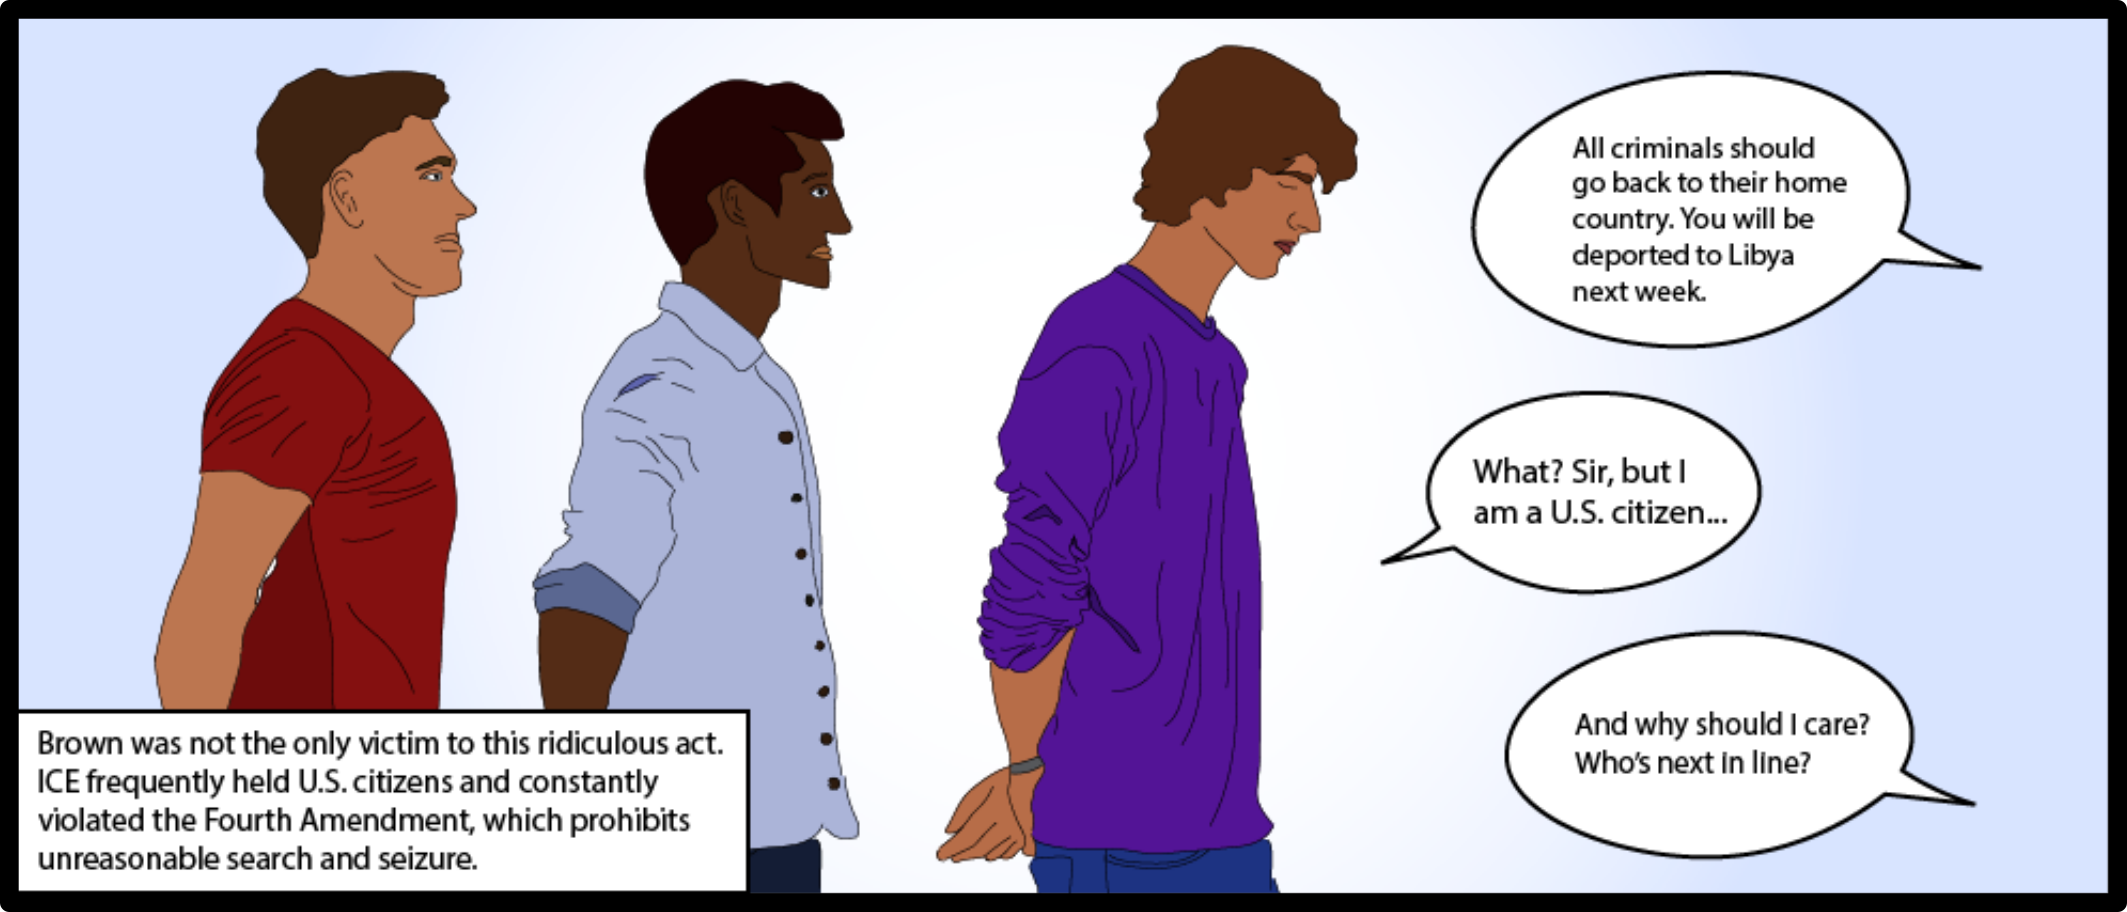 All criminals should
go back to their home
country. You will be
deported to Libya
next week.
What? Sir, but I
am a U.S. citizen...
And why should I care?
Who's next in line?
Brown was not the only victim to this ridiculous act.
ICE frequently held U.S. citizens and constantly
violated the Fourth Amendment, which prohibits
unreasonable search and seizure.